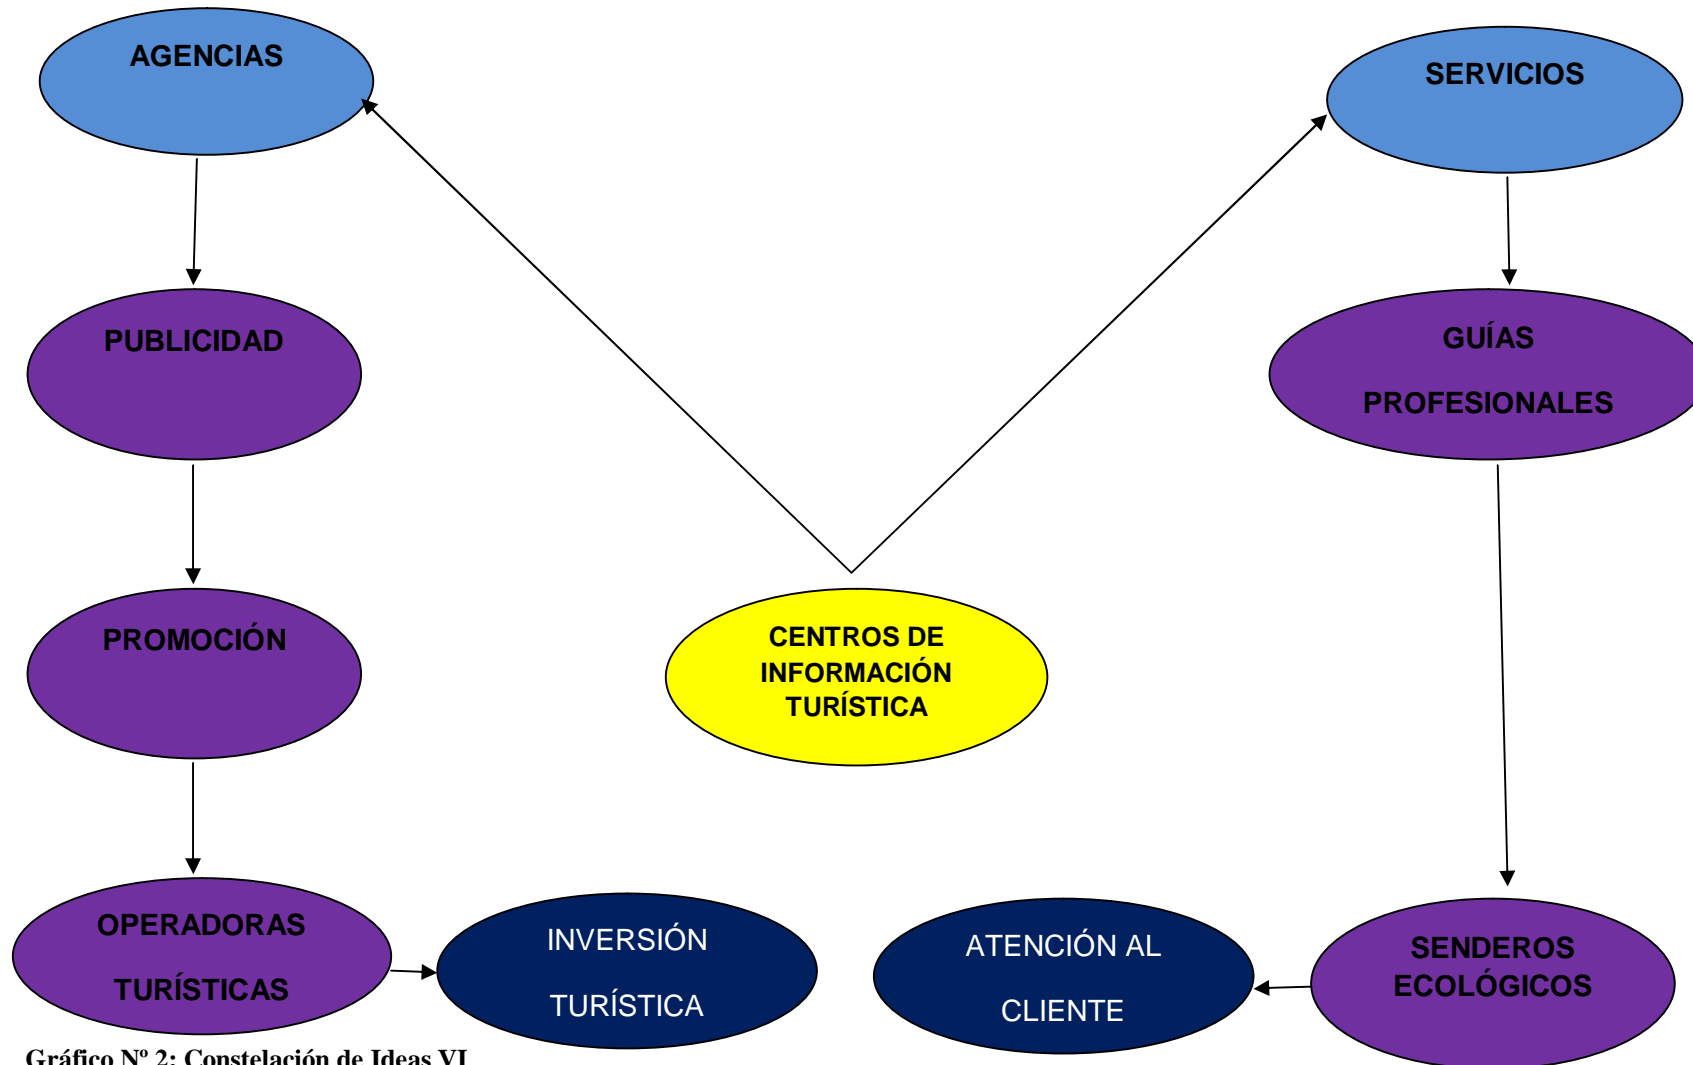 AGENCIAS
SERVICIOS
PUBLICIDAD
GUÍAS
PROFESIONALES
PROMOCIÓN
CENTROS DE
INFORMACIÓN
TURÍSTICA
OPERADORAS
TURÍSTICAS
INVERSIÓN
TURÍSTICA
ATENCIÓN AL
CLIENTE
SENDEROS
ECOLÓGICOS
Gráfico Nº 2: Constelación de Ideas VI